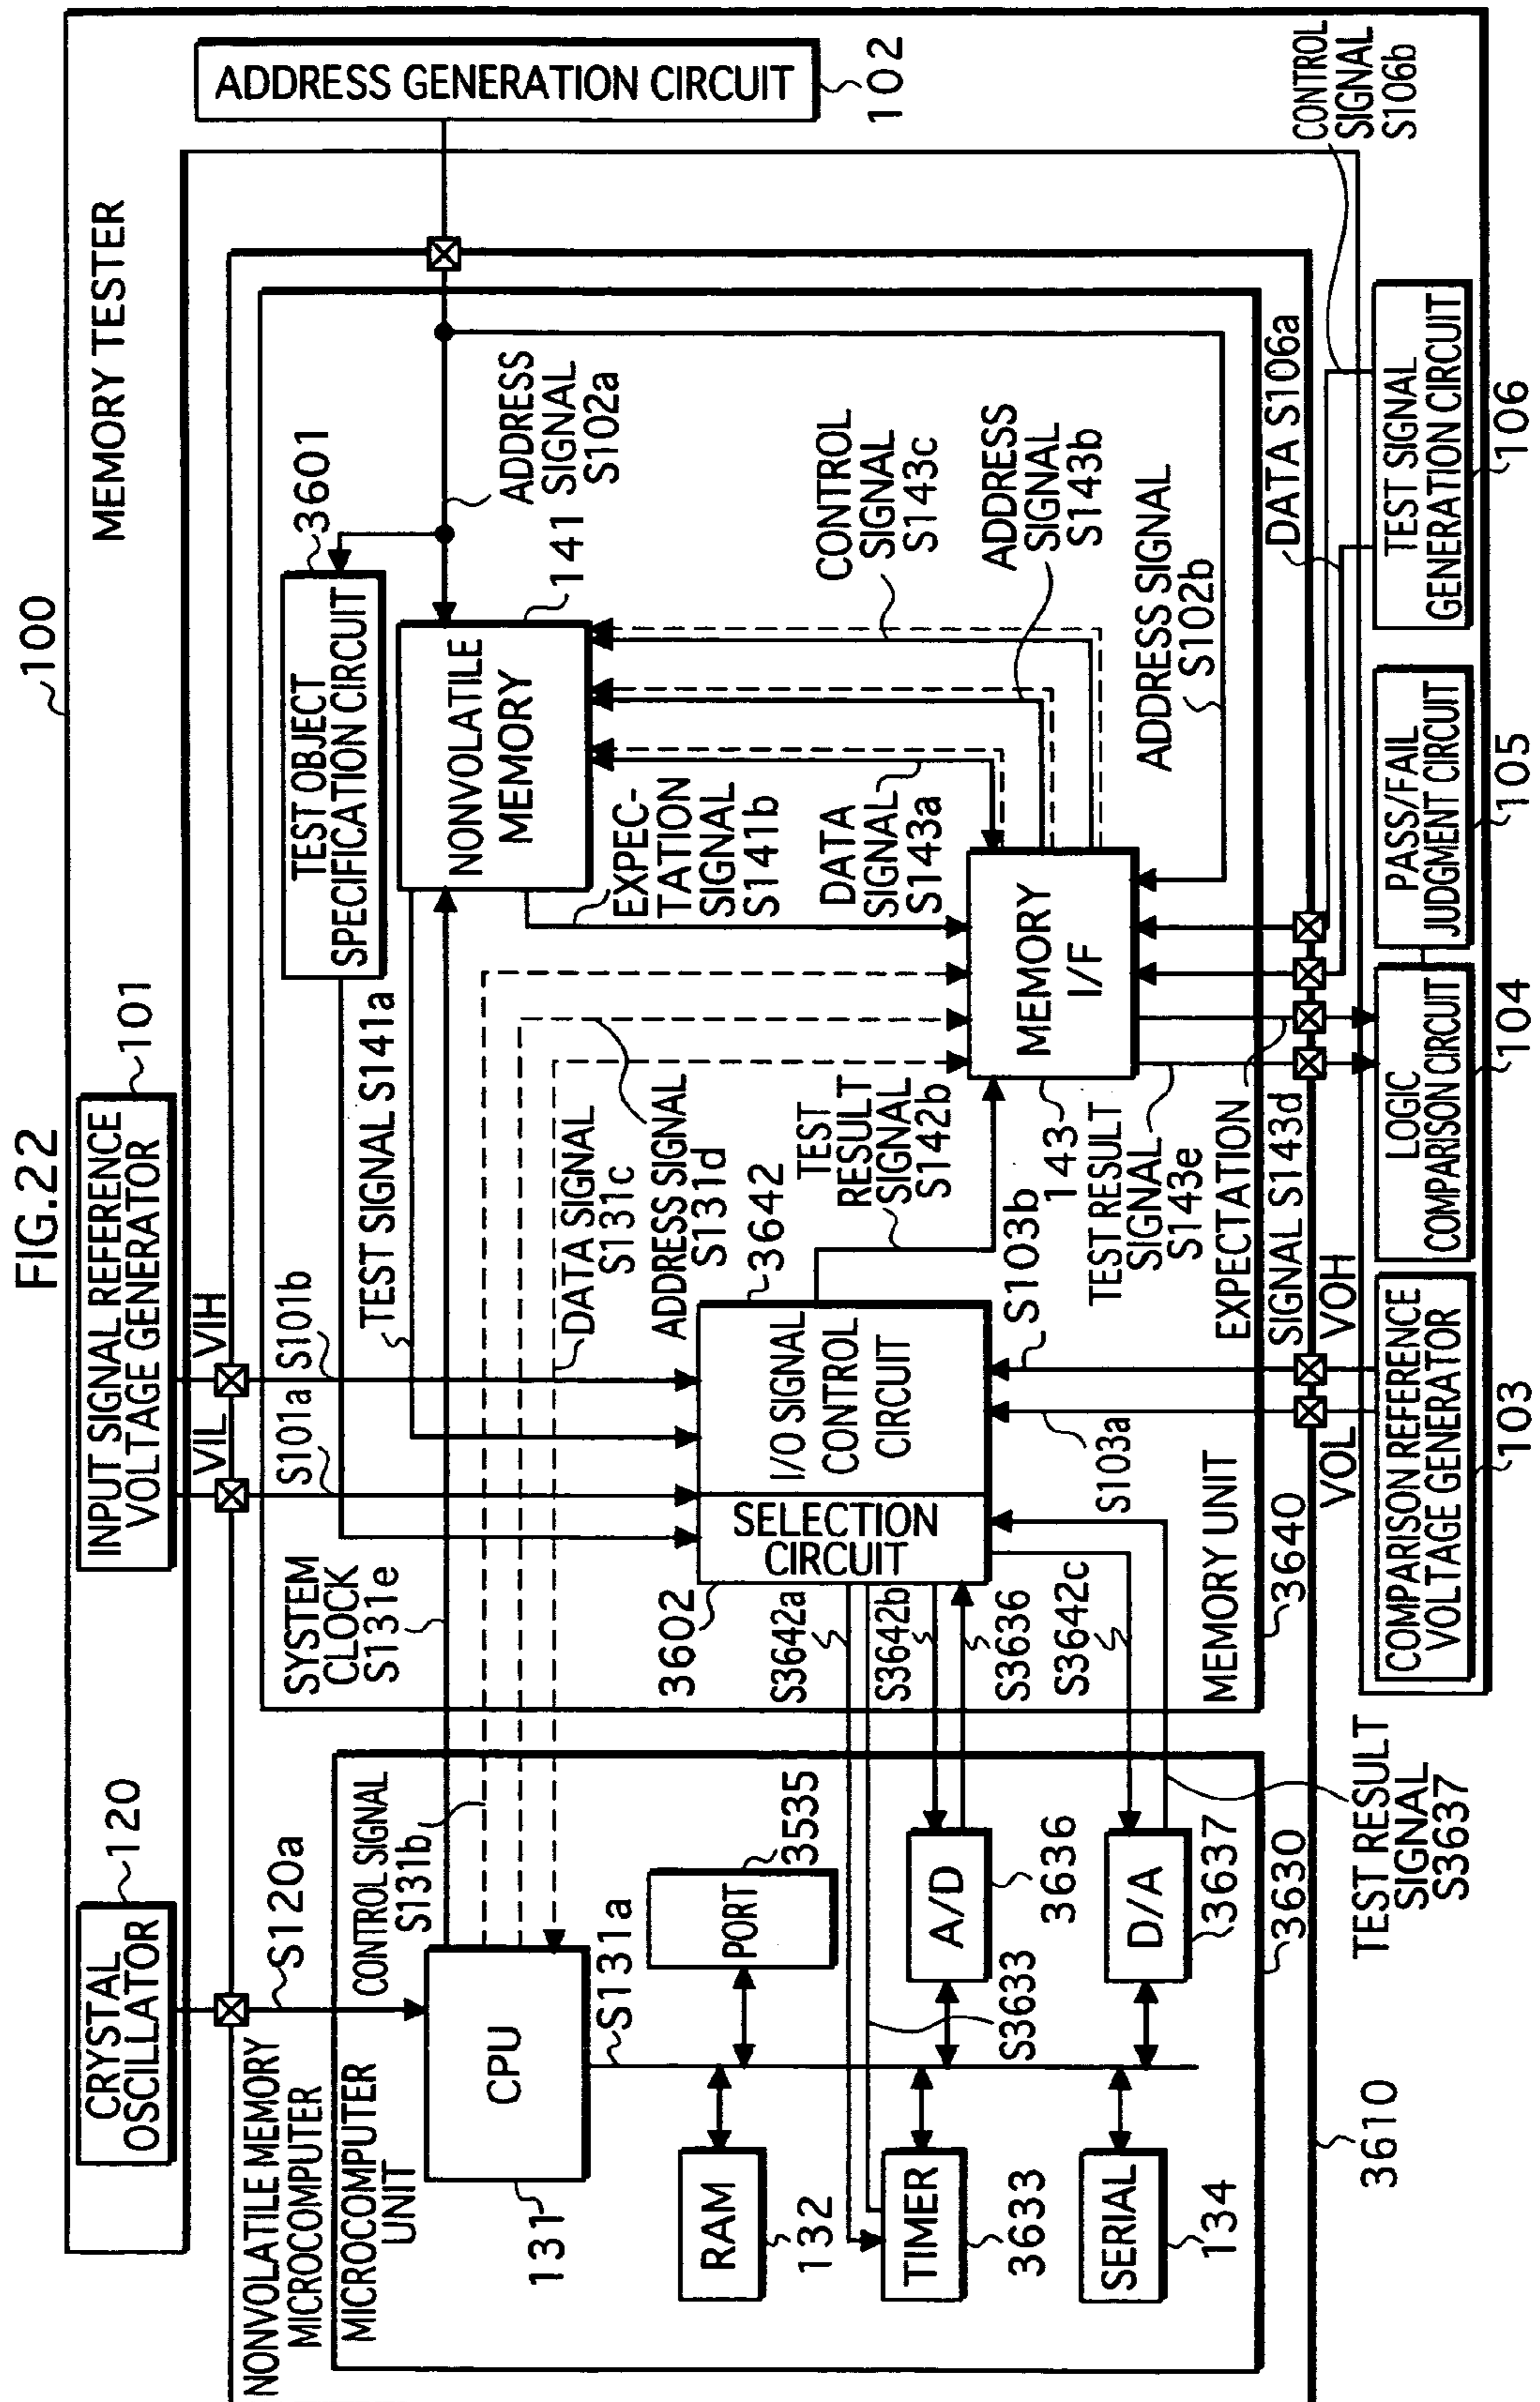 FIG.22
100
MEMORY TESTER
CRYSTAL
OSCILLATOR
120
INPUT SIGNAL REFERENCE
VOLTAGE GENERATOR
101
ADDRESS GENERATION CIRCUIT
102
S120a
VIL
VIH
S101a
S101b
NONVOLATILE MEMORY
MICROCOMPUTER
MICROCOMPUTER
UNIT
CONTROL SIGNAL
S131b
SYSTEM
CLOCK
S131e
TEST SIGNAL S141a
TEST OBJECT
SPECIFICATION CIRCUIT
3601
CPU
131
S131a
NONVOLATILE
MEMORY
141
ADDRESS
SIGNAL
S102a
DATA SIGNAL
S131c
ADDRESS SIGNAL
S131d
EXPEC-
TATION
SIGNAL
S141b
PORT
3535
RAM
132
3602
SELECTION
CIRCUIT
I/O SIGNAL
CONTROL
CIRCUIT
3642
TEST
RESULT
SIGNAL
S142b
DATA
SIGNAL
S143a
CONTROL
SIGNAL
S143c
ADDRESS
SIGNAL
S143b
ADDRESS SIGNAL
S102b
S3642a
S3642b
S3636
S3642c
TIMER
3633
S3633
A/D
3636
SERIAL
134
D/A
3637
MEMORY
I/F
143
S103a
S103b
TEST RESULT
SIGNAL
S143e
EXPECTATION
SIGNAL S143d
MEMORY UNIT
3640
3630
3610
TEST RESULT
SIGNAL
S3637
VOL
VOH
DATA S106a
CONTROL
SIGNAL
S106b
COMPARISON REFERENCE
VOLTAGE GENERATOR
103
LOGIC
COMPARISON CIRCUIT
104
PASS/FAIL
JUDGMENT CIRCUIT
105
TEST SIGNAL
GENERATION CIRCUIT
106